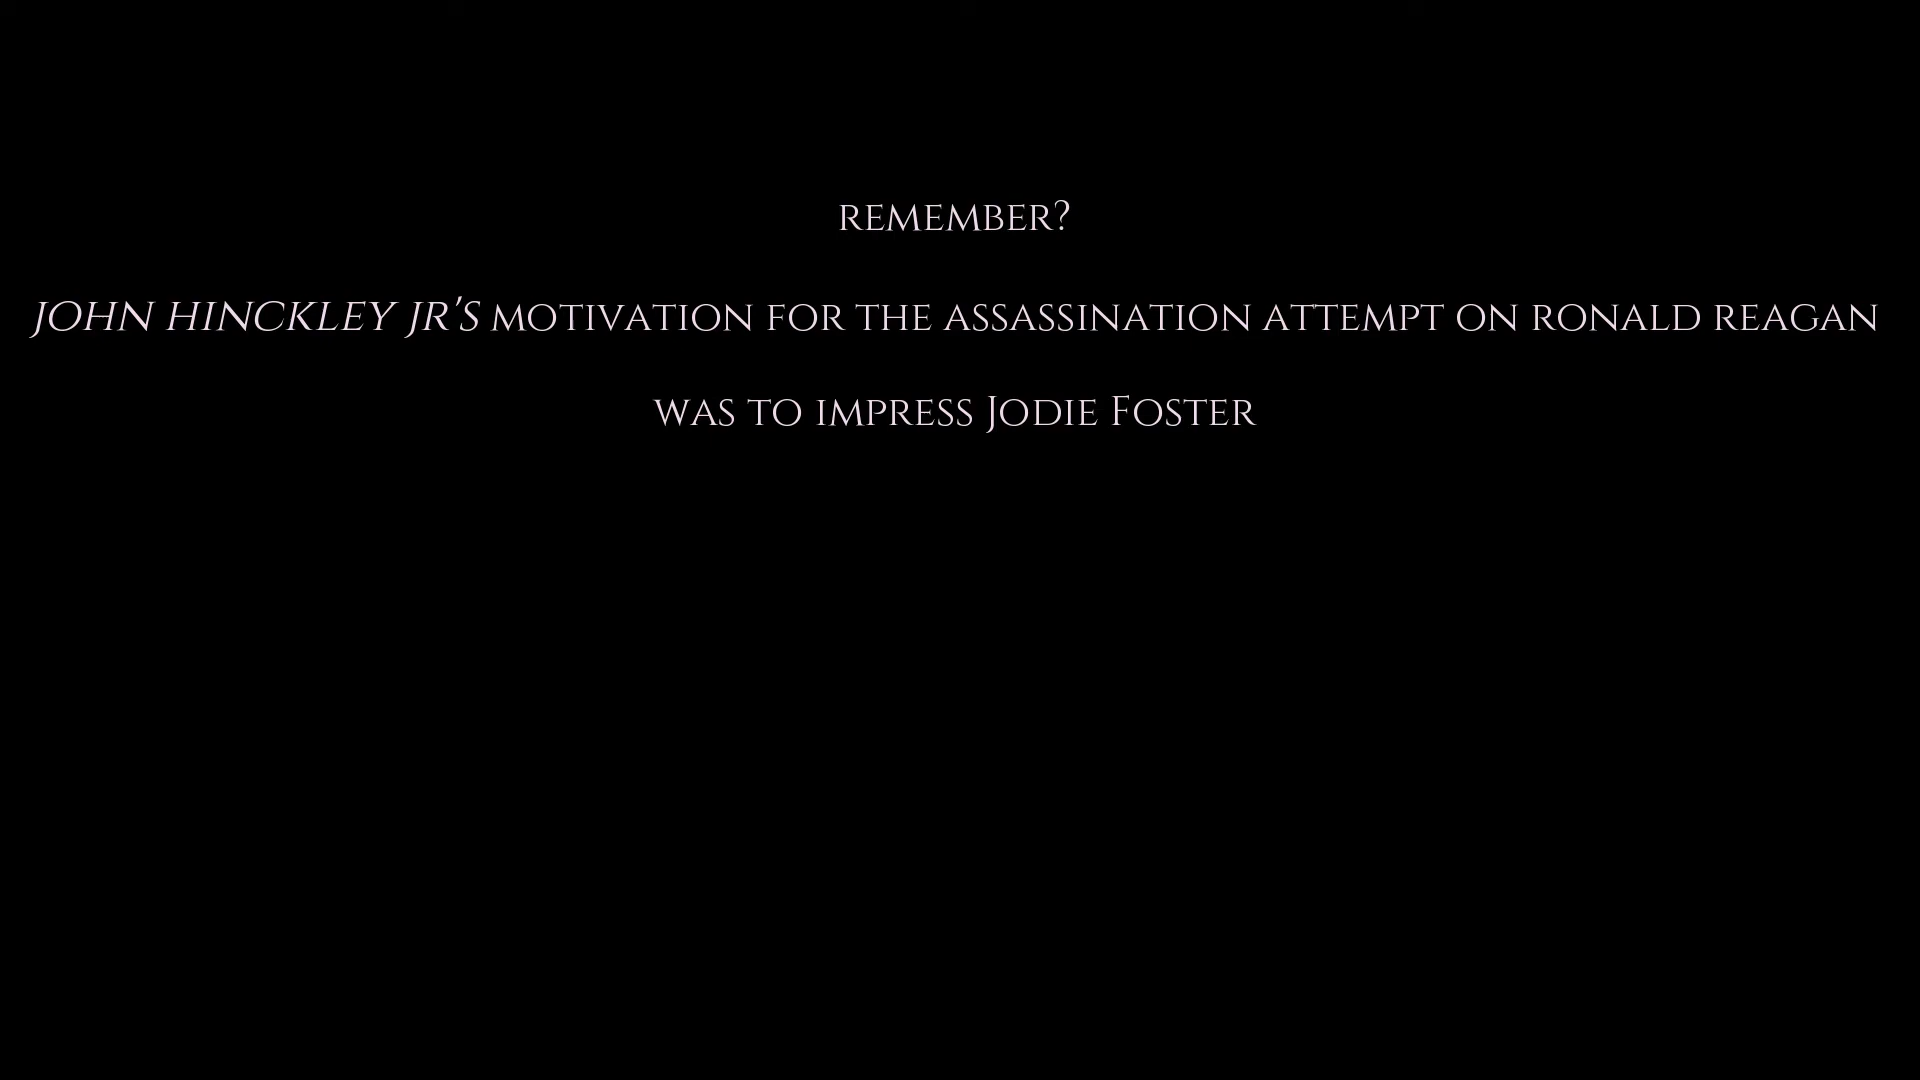 REMEMBER?
JOHN HINCKLEY JR'S MOTIVATION FOR THE ASSASSINATION ATTEMPT ON RONALD REAGAN
WAS TO IMPRESS JODIE FOSTER